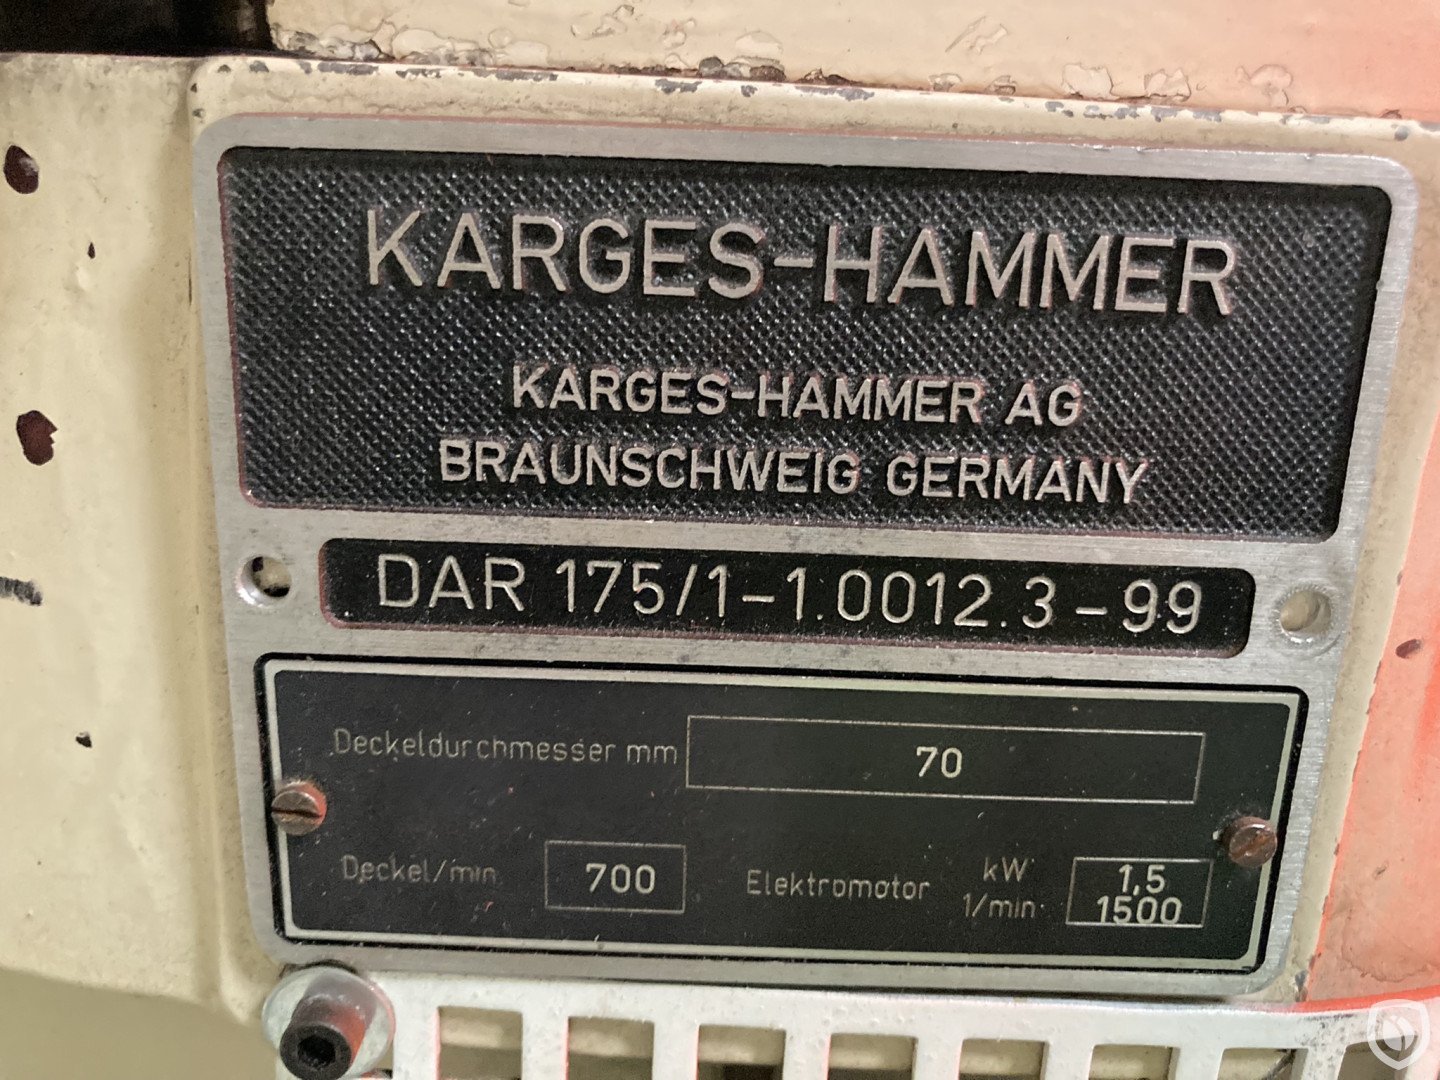 KARGES-HAMMER
KARGES-HAMMER AG
BRAUNSCHWEIG GERMANY
DAR 175/1-1.0012.3-99
Deckeldurchmesser mm 70
Deckel/min 700 Elektromotor kW 1,5
1/min 1500